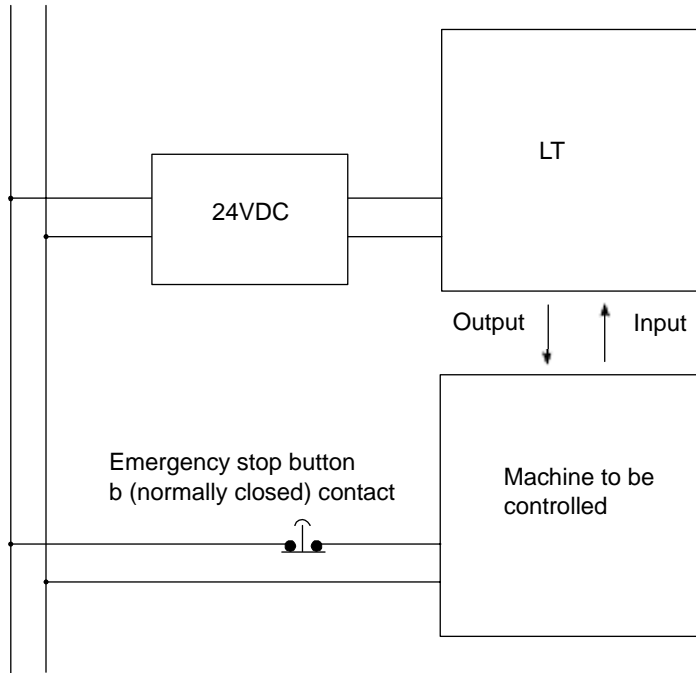 LT
24VDC
Output
Input
Emergency stop button
b (normally closed) contact
Machine to be
controlled